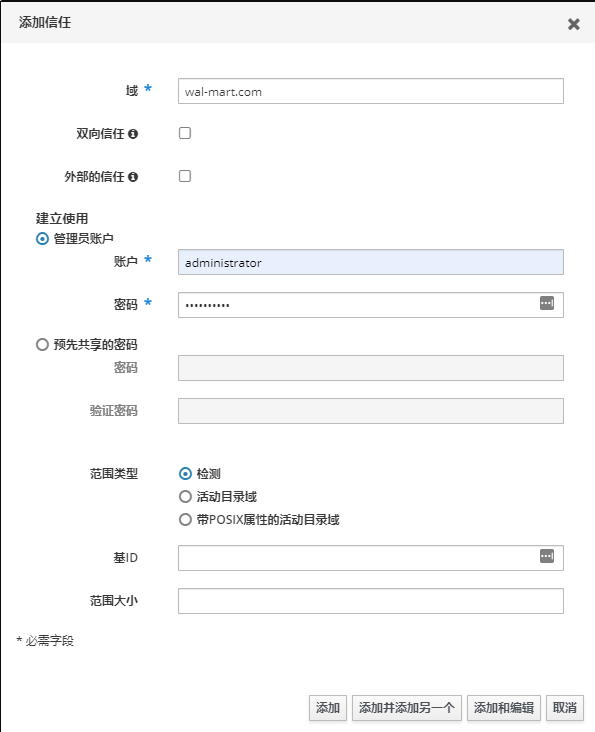 添加信任
域 *
wal-mart.com
双向信任
外部的信任
建立使用
管理员账户
账户 *
administrator
密码 *
••••••••••
预先共享的密码
密码
验证密码
范围类型
检测
活动目录域
带POSIX属性的活动目录域
基ID
范围大小
* 必需字段
添加 添加并添加另一个 添加和编辑 取消